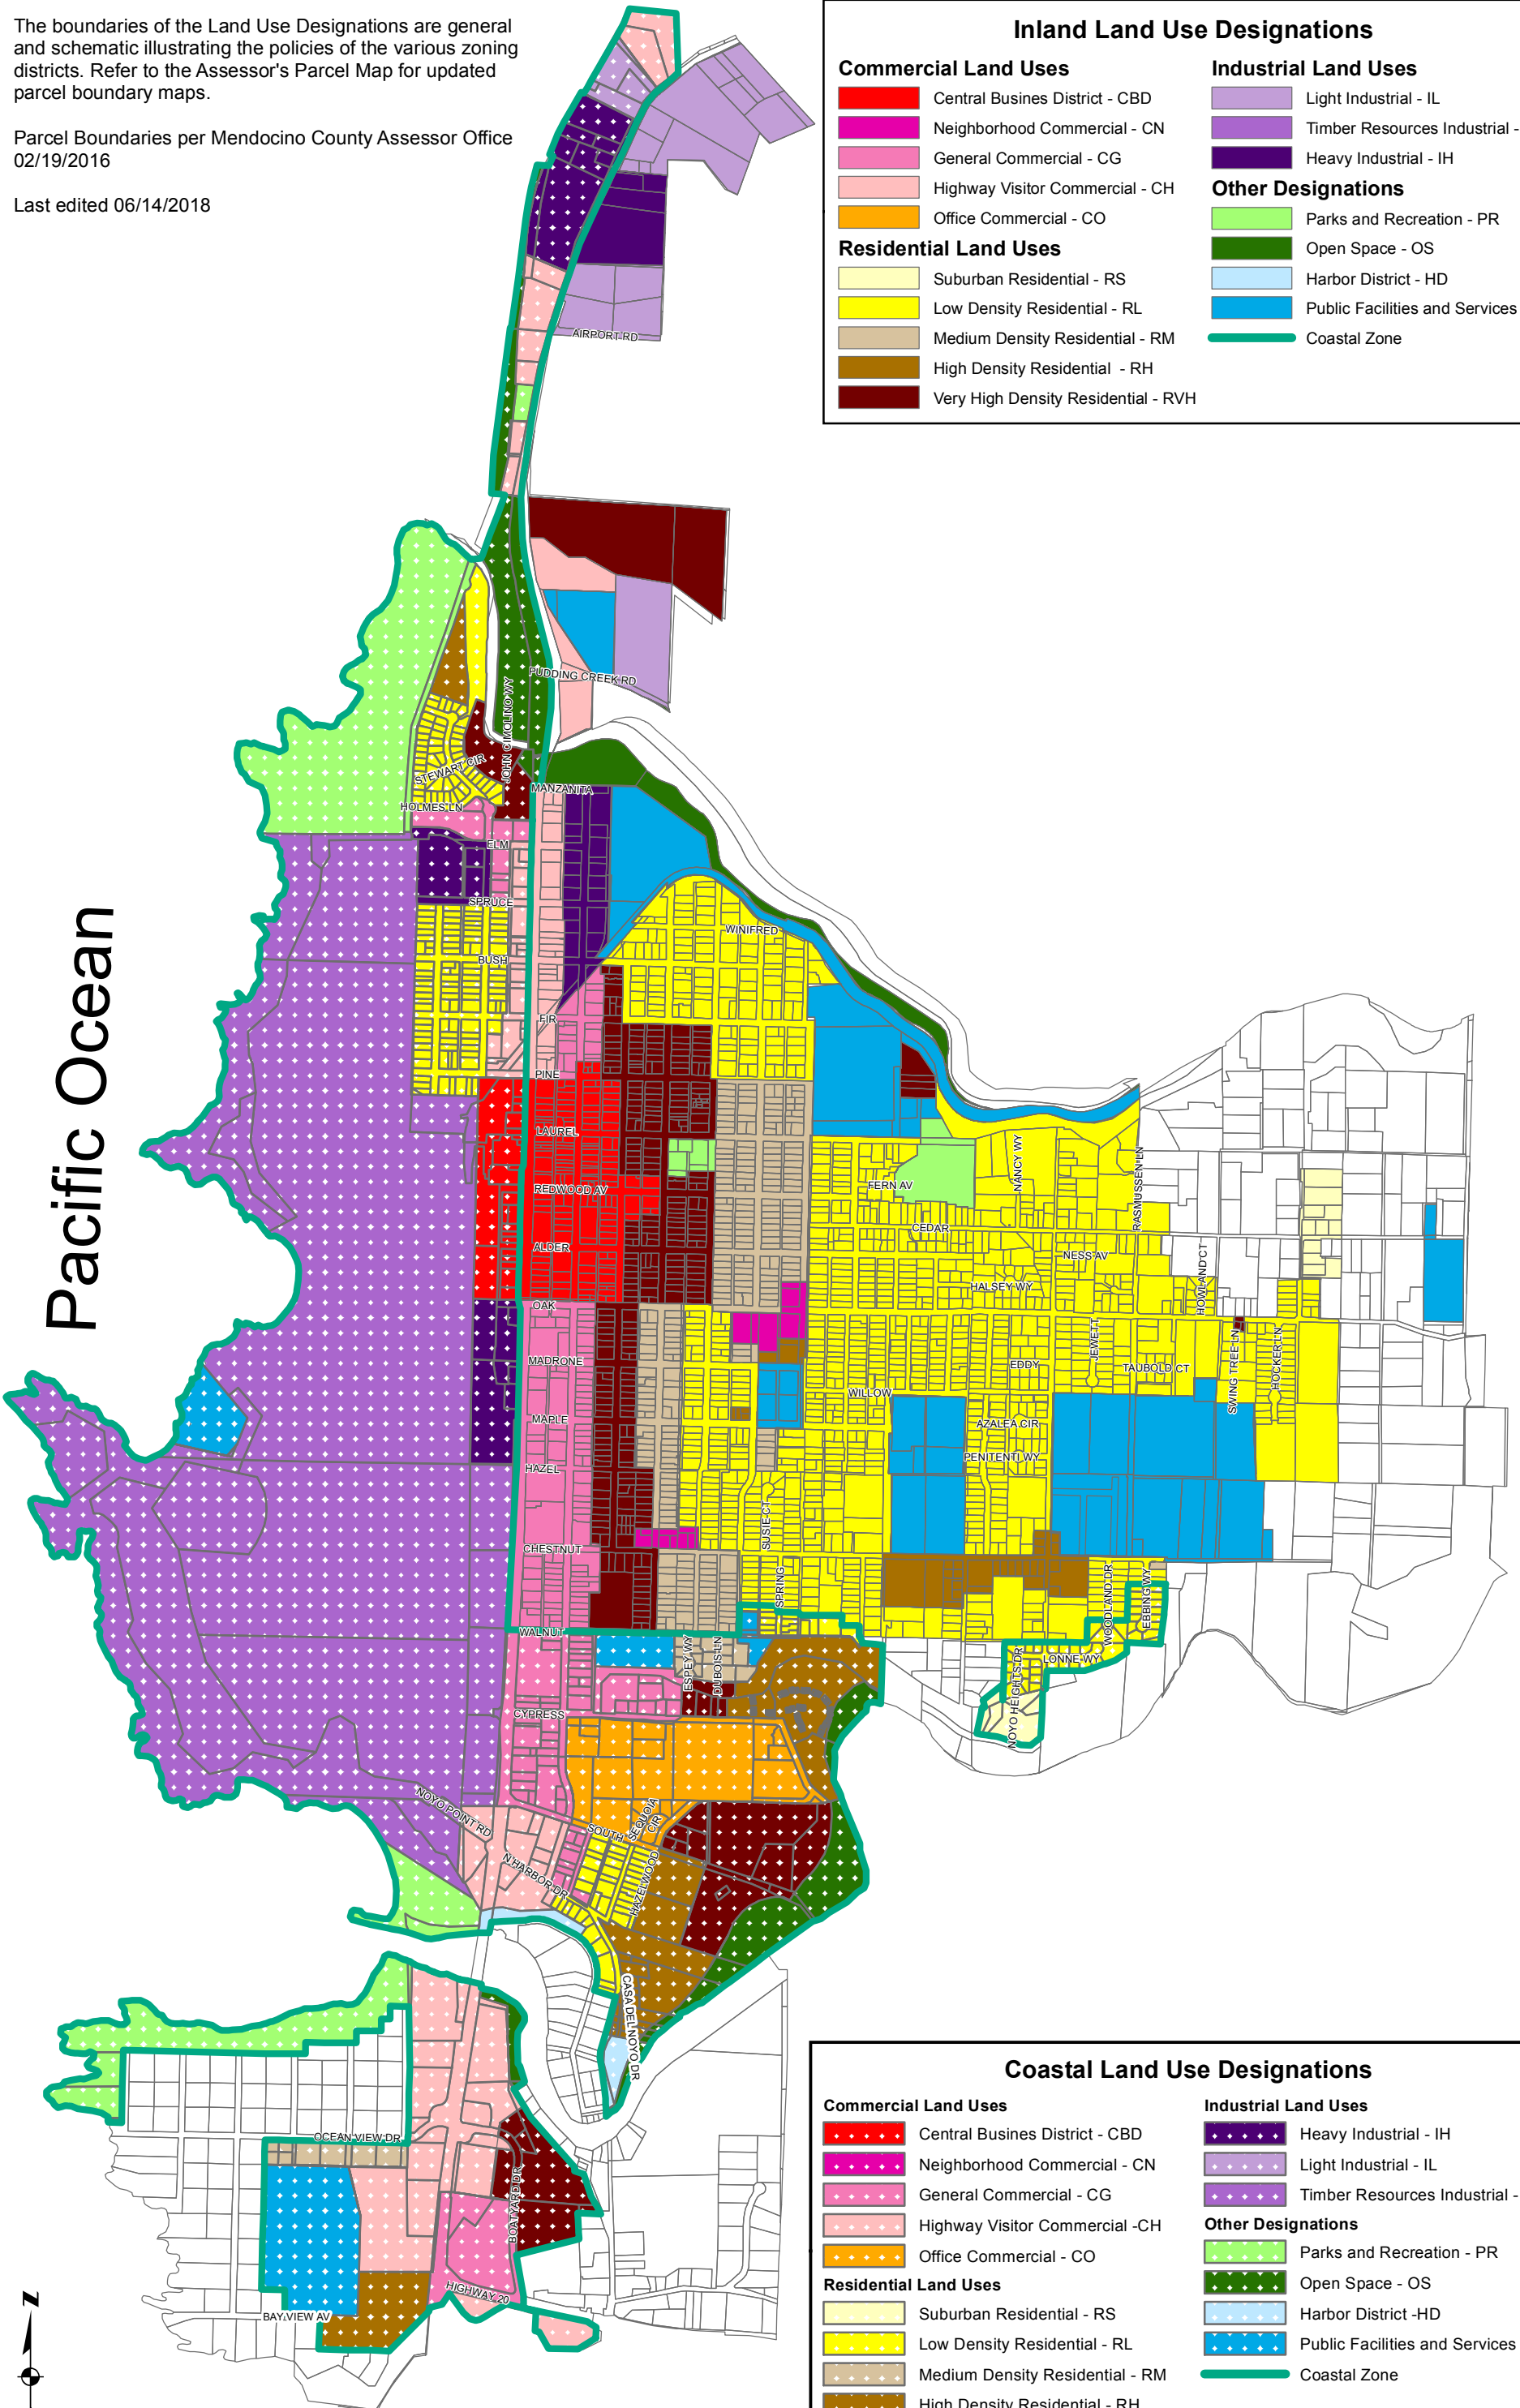 The boundaries of the Land Use Designations are general
and schematic illustrating the policies of the various zoning
districts. Refer to the Assessor's Parcel Map for updated
parcel boundary maps.
Parcel Boundaries per Mendocino County Assessor Office
02/19/2016
Last edited 06/14/2018
Inland Land Use Designations
Commercial Land Uses
Central Busines District - CBD
Neighborhood Commercial - CN
General Commercial - CG
Highway Visitor Commercial - CH
Office Commercial - CO
Residential Land Uses
Suburban Residential - RS
Low Density Residential - RL
Medium Density Residential - RM
High Density Residential  - RH
Very High Density Residential - RVH
Industrial Land Uses
Light Industrial - IL
Timber Resources Industrial -
Heavy Industrial - IH
Other Designations
Parks and Recreation - PR
Open Space - OS
Harbor District - HD
Public Facilities and Services
Coastal Zone
AIRPORT RD
PUDDING CREEK RD
JOHN CIMOLINO WY
STEWART CIR
MANZANITA
HOLMES LN
ELM
SPRUCE
WINIFRED
BUSH
FIR
PINE
LAUREL
NANCY WY
RASMUSSEN LN
FERN AV
REDWOOD AV
CEDAR
ALDER
NESS AV
HOWLAND CT
HALSEY WY
OAK
Pacific Ocean
MADRONE
EDDY
JEWETT
TAUBOLD CT
SWING TREE LN
HOCKER LN
WILLOW
MAPLE
AZALEA CIR
PENITENTI WY
HAZEL
SUSIE CT
CHESTNUT
SPRING
WOODLAND DR
EBBING WY
WALNUT
ESPEY WY
DUBOIS LN
LONNE WY
NOYO HEIGHTS DR
CYPRESS
NOYO POINT RD
SOUTH
SEQUOIA
CIR
N HARBOR DR
HAZELWOOD
CASA DEL NOYO DR
OCEAN VIEW DR
BOATYARD DR
HIGHWAY 20
BAY VIEW AV
Z
Coastal Land Use Designations
Commercial Land Uses
Central Busines District - CBD
Neighborhood Commercial - CN
General Commercial - CG
Highway Visitor Commercial -CH
Office Commercial - CO
Residential Land Uses
Suburban Residential - RS
Low Density Residential - RL
Medium Density Residential - RM
High Density Residential - RH
Industrial Land Uses
Heavy Industrial - IH
Light Industrial - IL
Timber Resources Industrial -
Other Designations
Parks and Recreation - PR
Open Space - OS
Harbor District -HD
Public Facilities and Services
Coastal Zone